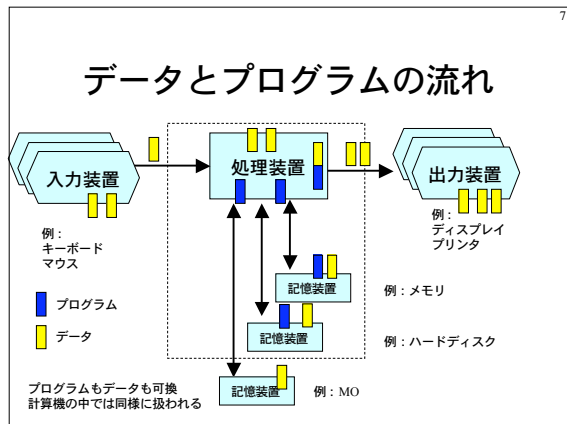 7
データとプログラムの流れ
入力装置
処理装置
出力装置
例：
キーボード
マウス
例：
ディスプレイ
プリンタ
記憶装置
例：メモリ
プログラム
データ
記憶装置
例：ハードディスク
プログラムもデータも可換
計算機の中では同様に扱われる
記憶装置
例：MO